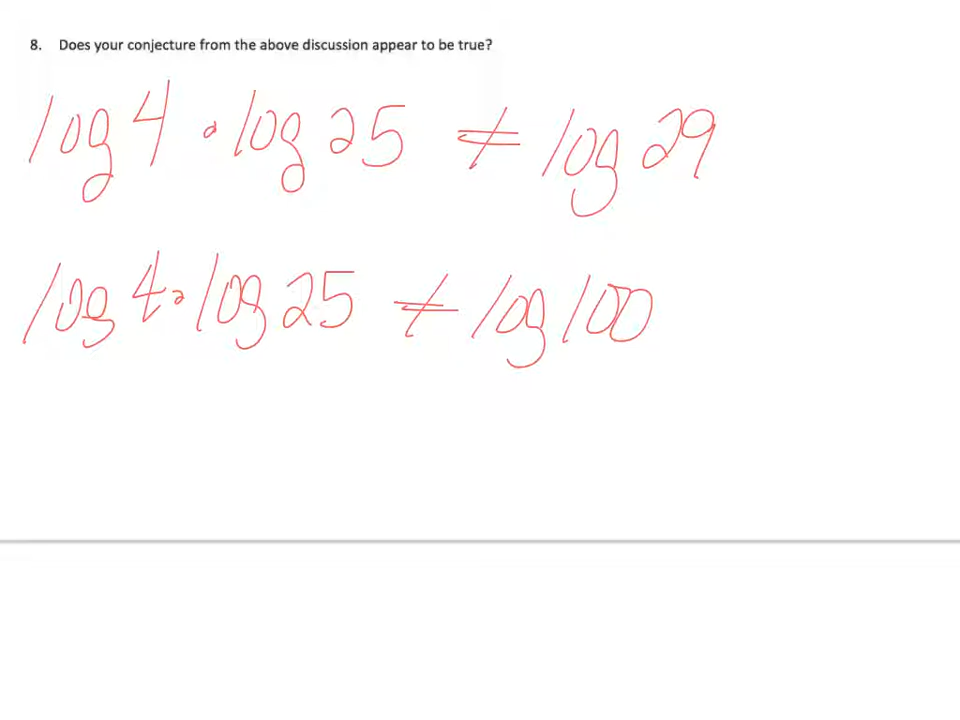 8. Does your conjecture from the above discussion appear to be true?
log 4 · log 25 ≠ log 29
log 4 · log 25 ≠ log 100